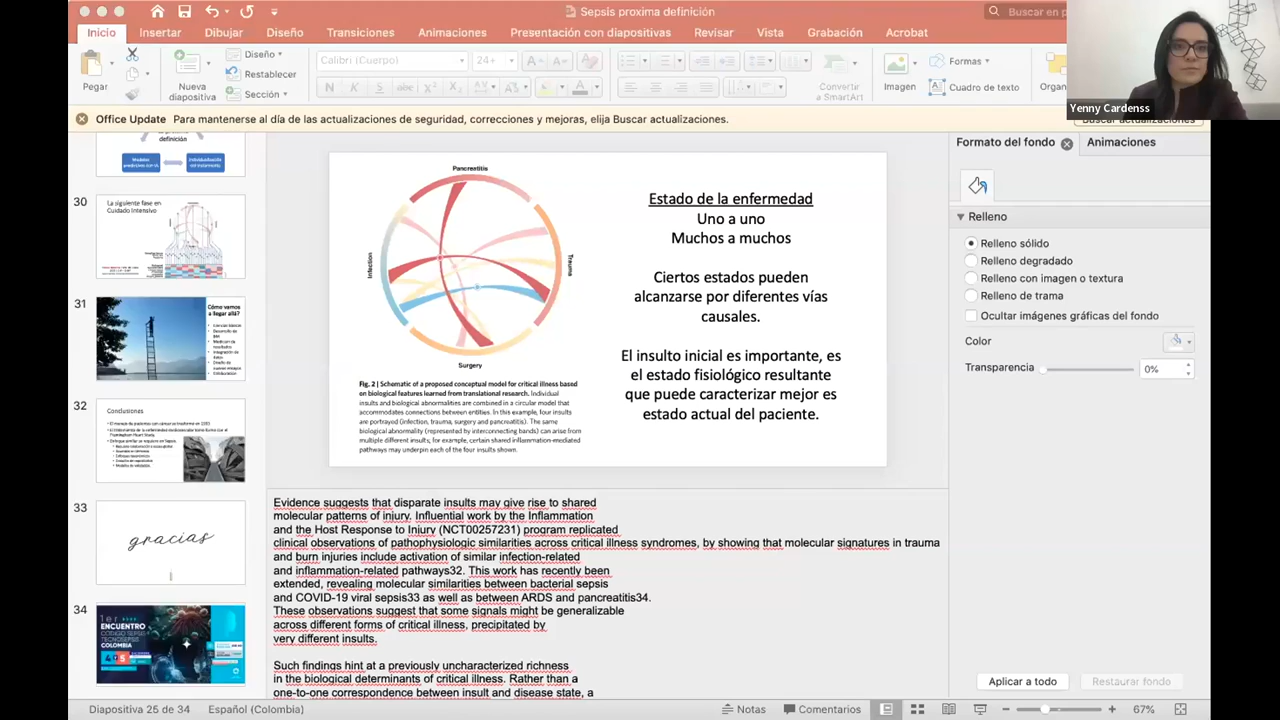 Sepsis proxima definición
Buscar en p
Inicio
Insertar
Dibujar
Diseño
Transiciones
Animaciones
Presentación con diapositivas
Revisar
Vista
Grabación
Acrobat
Pegar
Nueva
diapositiva
Diseño
Restablecer
Sección
Calibri (Cuerpo)
24+
Convertir
a SmartArt
Imagen
Formas
Cuadro de texto
Organ
Yenny Cardenss
Office Update
Para mantenerse al día de las actualizaciones de seguridad, correcciones y mejoras, elija Buscar actualizaciones.
Buscar actualizaciones
definición
30
La siguiente fase en
Cuidado Intensivo
31
Cómo vamos
a llegar allá?
32
Conclusiones
33
gracias
34
1er
ENCUENTRO
CÓDIGO SEPSIS
TECNOSEPSIS
COLOMBIA
Pancreatitis
Infection
Trauma
Surgery
Fig. 2 | Schematic of a proposed conceptual model for critical illness based
on biological features learned from translational research. Individual
insults and biological abnormalities are combined in a circular model that
accommodates connections between entities. In this example, four insults
are portrayed (infection, trauma, surgery and pancreatitis). The same
biological abnormality (represented by interconnecting bands) can arise from
multiple different insults, for example, certain shared inflammation-mediated
pathways may underpin each of the four insults shown.
Estado de la enfermedad
Uno a uno
Muchos a muchos
Ciertos estados pueden
alcanzarse por diferentes vías
causales.
El insulto inicial es importante, es
el estado fisiológico resultante
que puede caracterizar mejor es
estado actual del paciente.
Evidence suggests that disparate insults may give rise to shared
molecular patterns of injury. Influential work by the Inflammation
and the Host Response to Injury (NCT00257231) program replicated
clinical observations of pathophysiologic similarities across critical illness syndromes, by showing that molecular signatures in trauma
and burn injuries include activation of similar infection-related
and inflammation-related pathways32. This work has recently been
extended, revealing molecular similarities between bacterial sepsis
and COVID-19 viral sepsis33 as well as between ARDS and pancreatitis34.
These observations suggest that some signals might be generalizable
across different forms of critical illness, precipitated by
very different insults.
Such findings hint at a previously uncharacterized richness
in the biological determinants of critical illness. Rather than a
one-to-one correspondence between insult and disease state, a
Formato del fondo
Animaciones
Relleno
Relleno sólido
Relleno degradado
Relleno con imagen o textura
Relleno de trama
Ocultar imágenes gráficas del fondo
Color
Transparencia
0%
Aplicar a todo
Restaurar fondo
Diapositiva 25 de 34
Español (Colombia)
Notas
Comentarios
67%